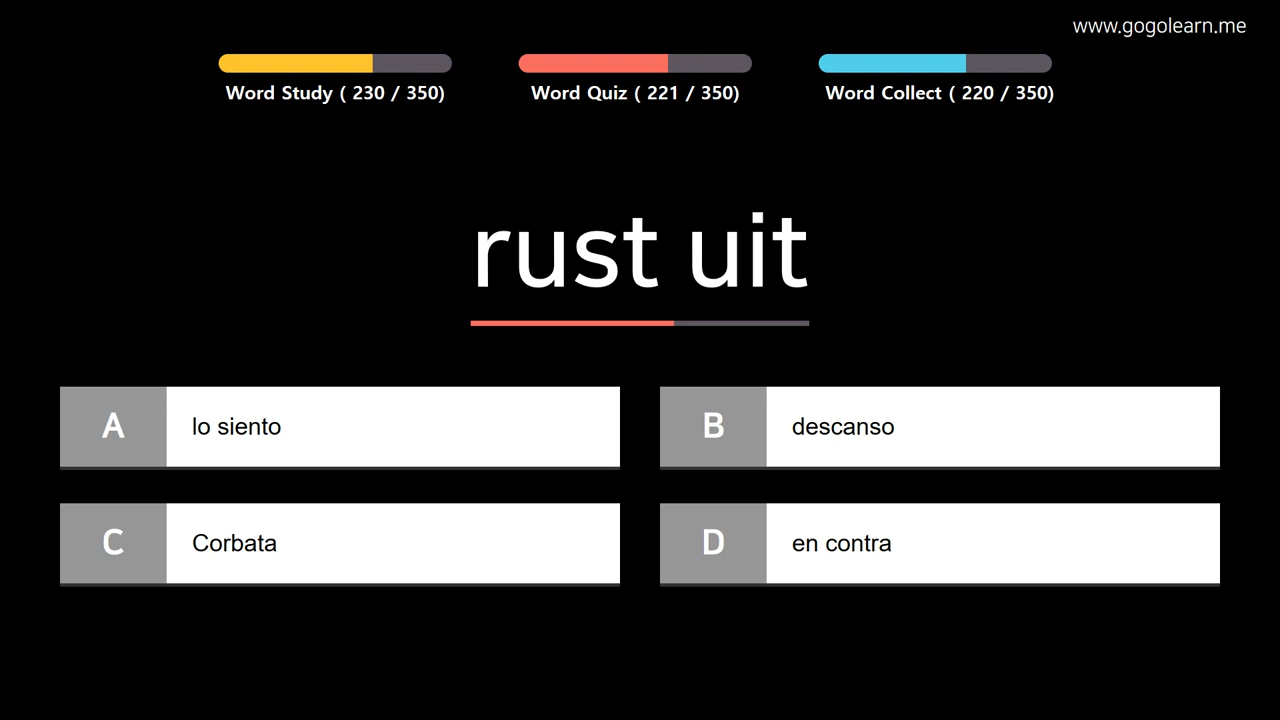 www.gogolearn.me
Word Study ( 230 / 350)
Word Quiz ( 221 / 350)
Word Collect ( 220 / 350)
rust uit
A lo siento
B descanso
C Corbata
D en contra